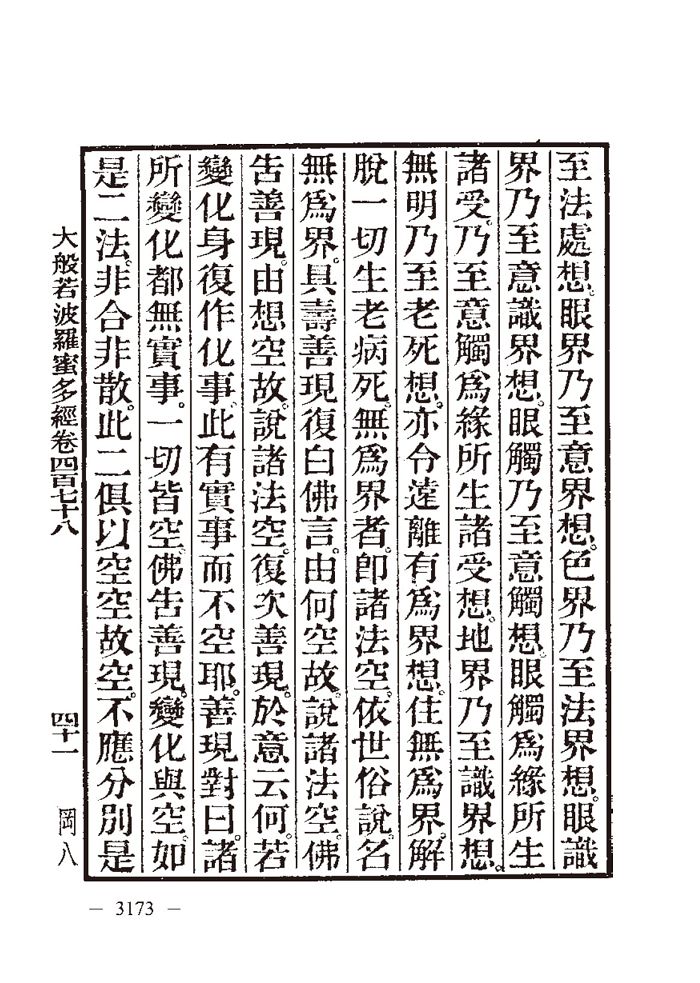 至法處想。眼界乃至意界想。色界乃至法界想。眼識
界乃至意識界想。眼觸乃至意觸想。眼觸爲緣所生
諸受。乃至意觸爲緣所生諸受想。地界乃至識界想。
無明乃至老死想。亦令遠離有爲界想。住無爲界。解
脫一切生老病死。無爲界者。卽諸法空。依世俗說。名
無爲界。具壽善現復白佛言。由何空故。說諸法空。佛
告善現。由想空故。說諸法空。復次善現。於意云何。若
變化身復作化事。此有實事而不空耶。善現對曰。諸
所變化都無實事。一切皆空。佛告善現。變化與空。如
是二法。非合非散。此二俱以空空故空。不應分別是
大般若波羅蜜多經卷四百七十八
四十一
岡八
— 3173 —